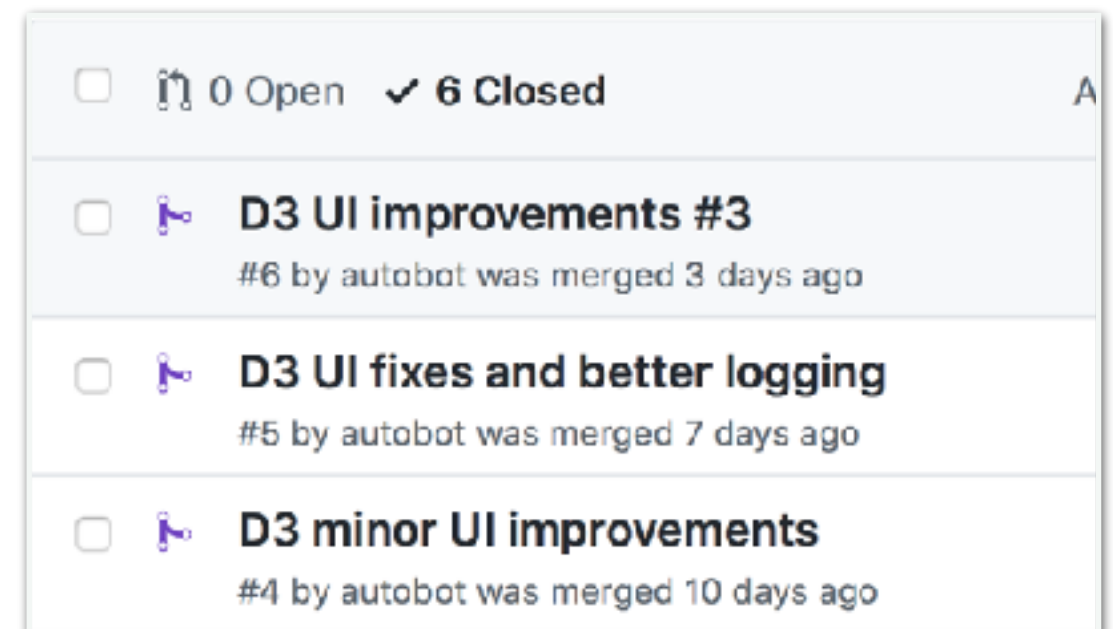 0 Open 6 Closed A
D3 UI improvements #3
#6 by autobot was merged 3 days ago
D3 UI fixes and better logging
#5 by autobot was merged 7 days ago
D3 minor UI improvements
#4 by autobot was merged 10 days ago